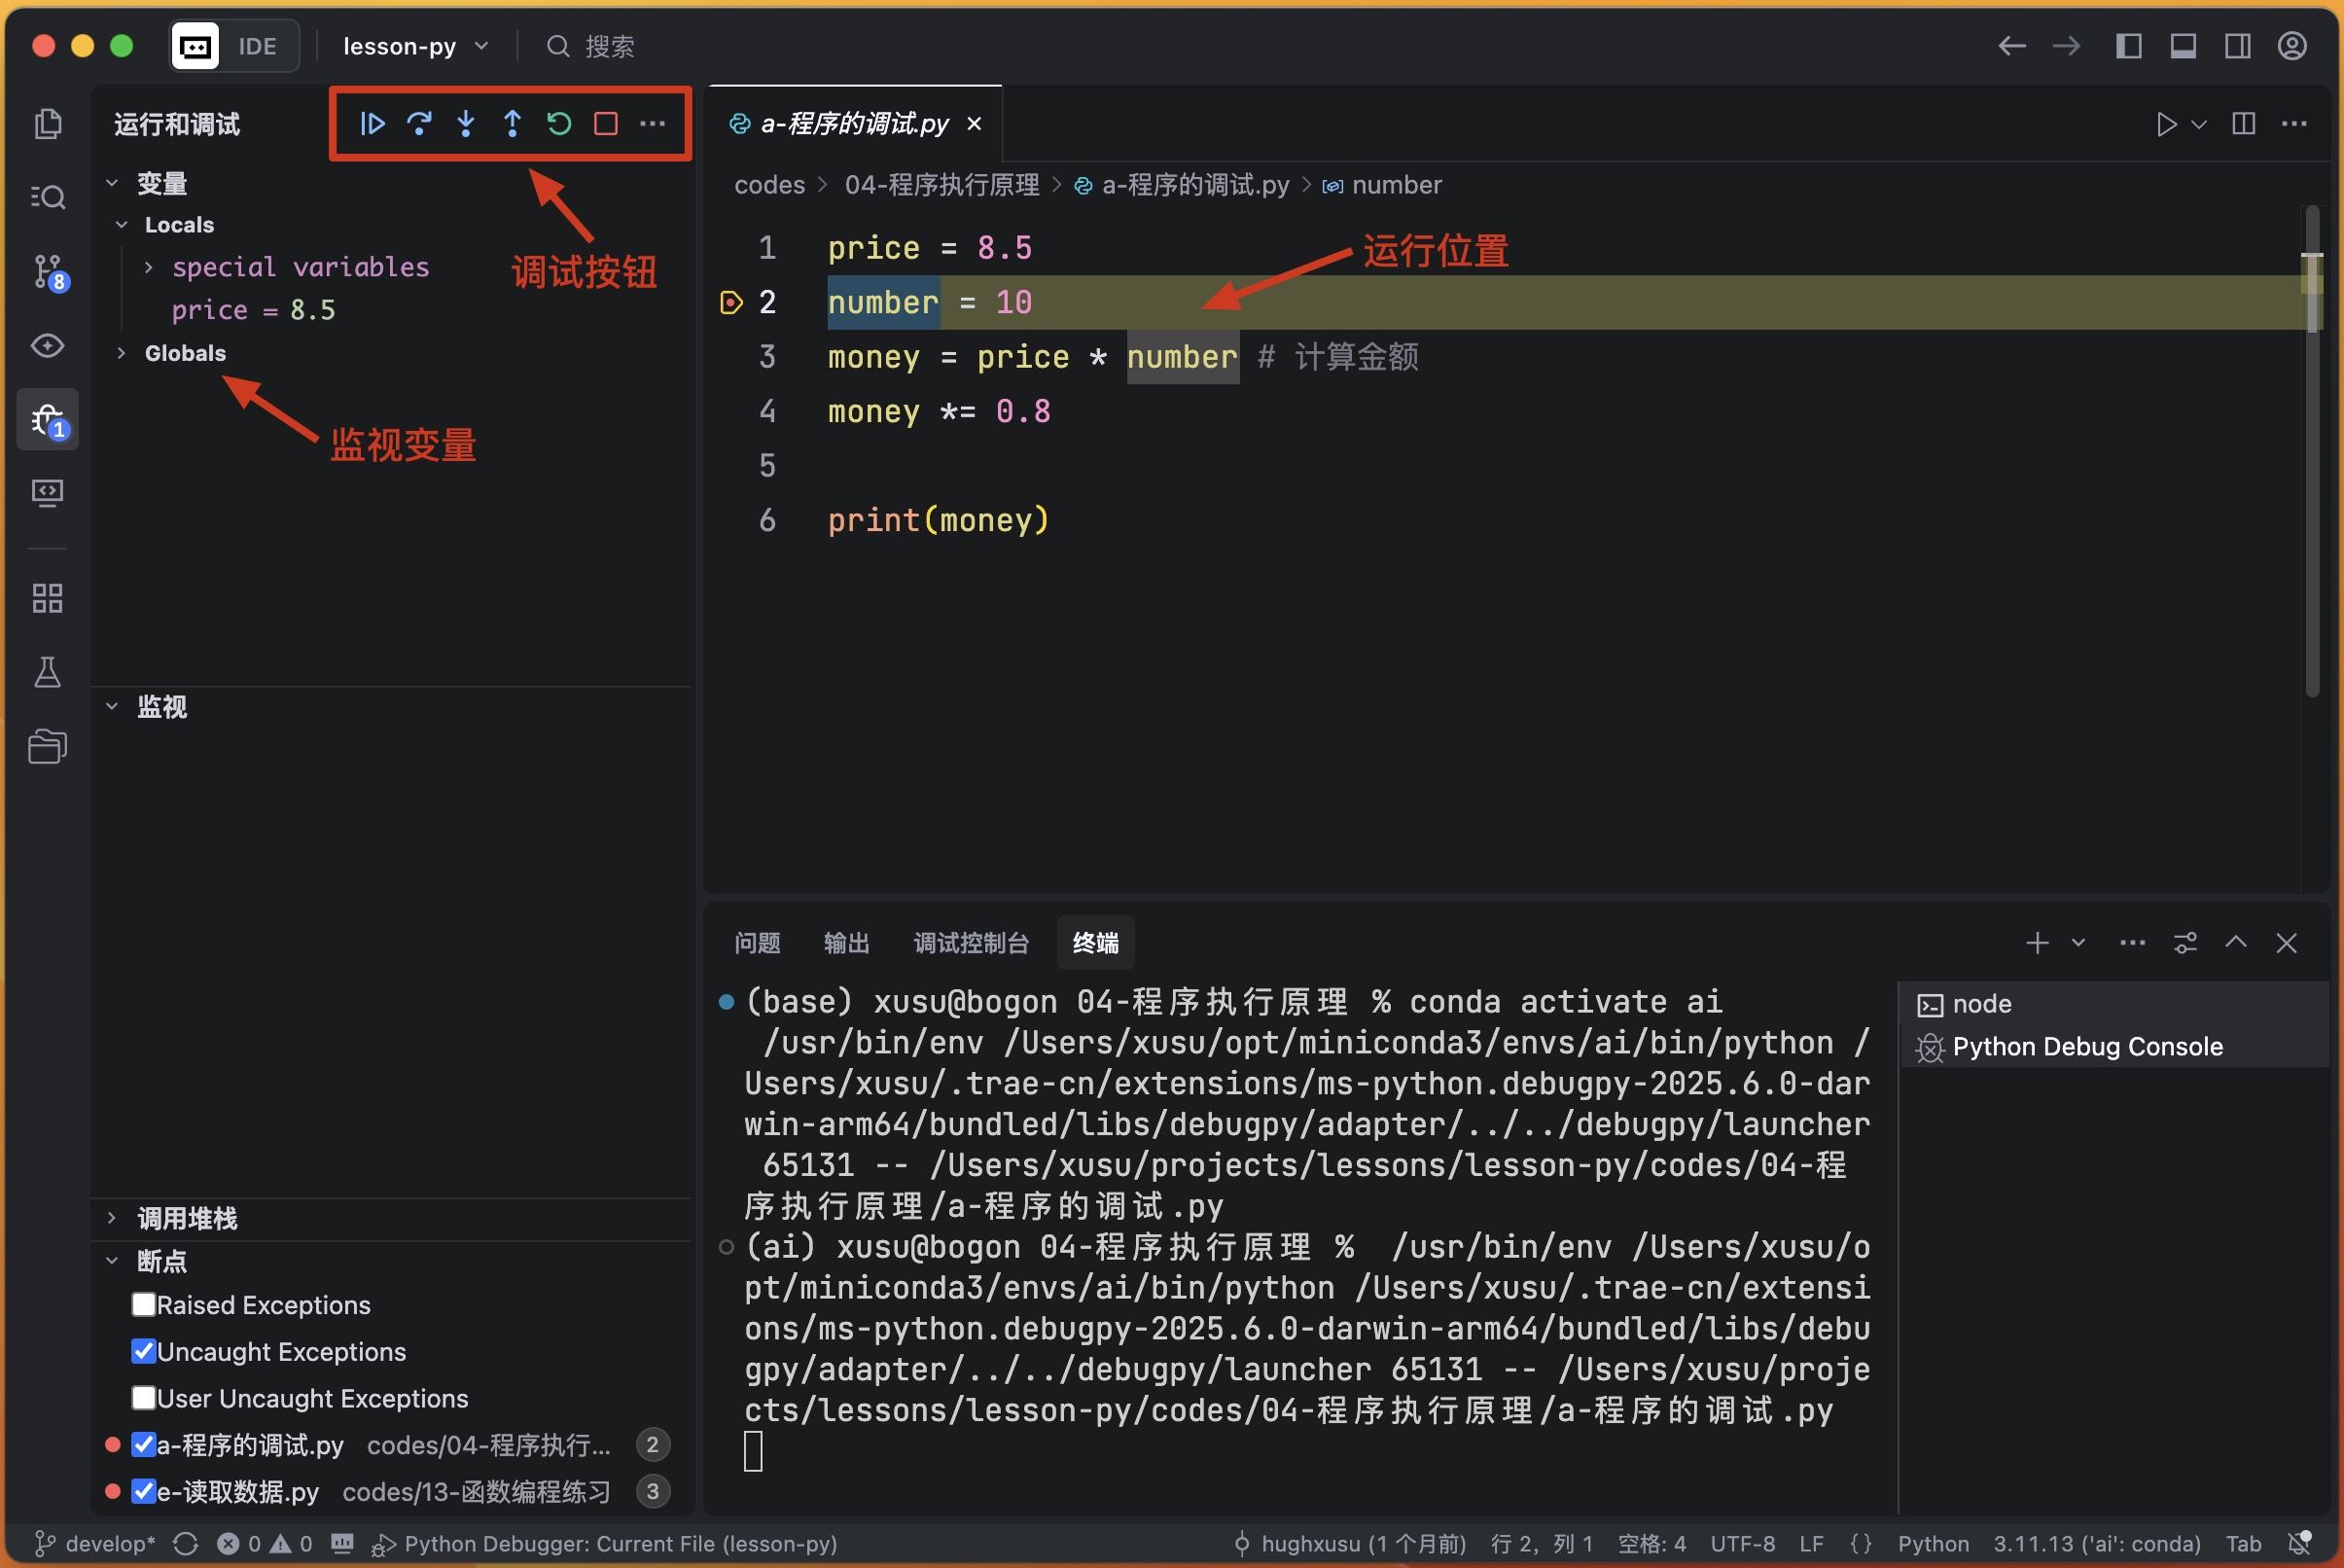 IDE
lesson-py
搜索
运行和调试
变量
Locals
special variables
price = 8.5
Globals
调试按钮
监视变量
监视
调用堆栈
断点
Raised Exceptions
Uncaught Exceptions
User Uncaught Exceptions
a-程序的调试.py codes/04-程序执行... 2
e-读取数据.py codes/13-函数编程练习 3
8
1
a-程序的调试.py
codes > 04-程序执行原理 > a-程序的调试.py > number
1 price = 8.5
运行位置
2 number = 10
3 money = price * number # 计算金额
4 money *= 0.8
5
6 print(money)
问题 输出 调试控制台 终端
(base) xusu@bogon 04-程序执行原理 % conda activate ai
/usr/bin/env /Users/xusu/opt/miniconda3/envs/ai/bin/python /
Users/xusu/.trae-cn/extensions/ms-python.debugpy-2025.6.0-dar
win-arm64/bundled/libs/debugpy/adapter/../../debugpy/launcher
65131 -- /Users/xusu/projects/lessons/lesson-py/codes/04-程
序执行原理/a-程序的调试.py
(ai) xusu@bogon 04-程序执行原理 %  /usr/bin/env /Users/xusu/o
pt/miniconda3/envs/ai/bin/python /Users/xusu/.trae-cn/extensi
ons/ms-python.debugpy-2025.6.0-darwin-arm64/bundled/libs/debu
gpy/adapter/../../debugpy/launcher 65131 -- /Users/xusu/proje
cts/lessons/lesson-py/codes/04-程序执行原理/a-程序的调试.py
node
Python Debug Console
develop* 0 0 Python Debugger: Current File (lesson-py) hughxusu (1 个月前) 行 2, 列 1 空格: 4 UTF-8 LF {} Python 3.11.13 ('ai': conda) Tab